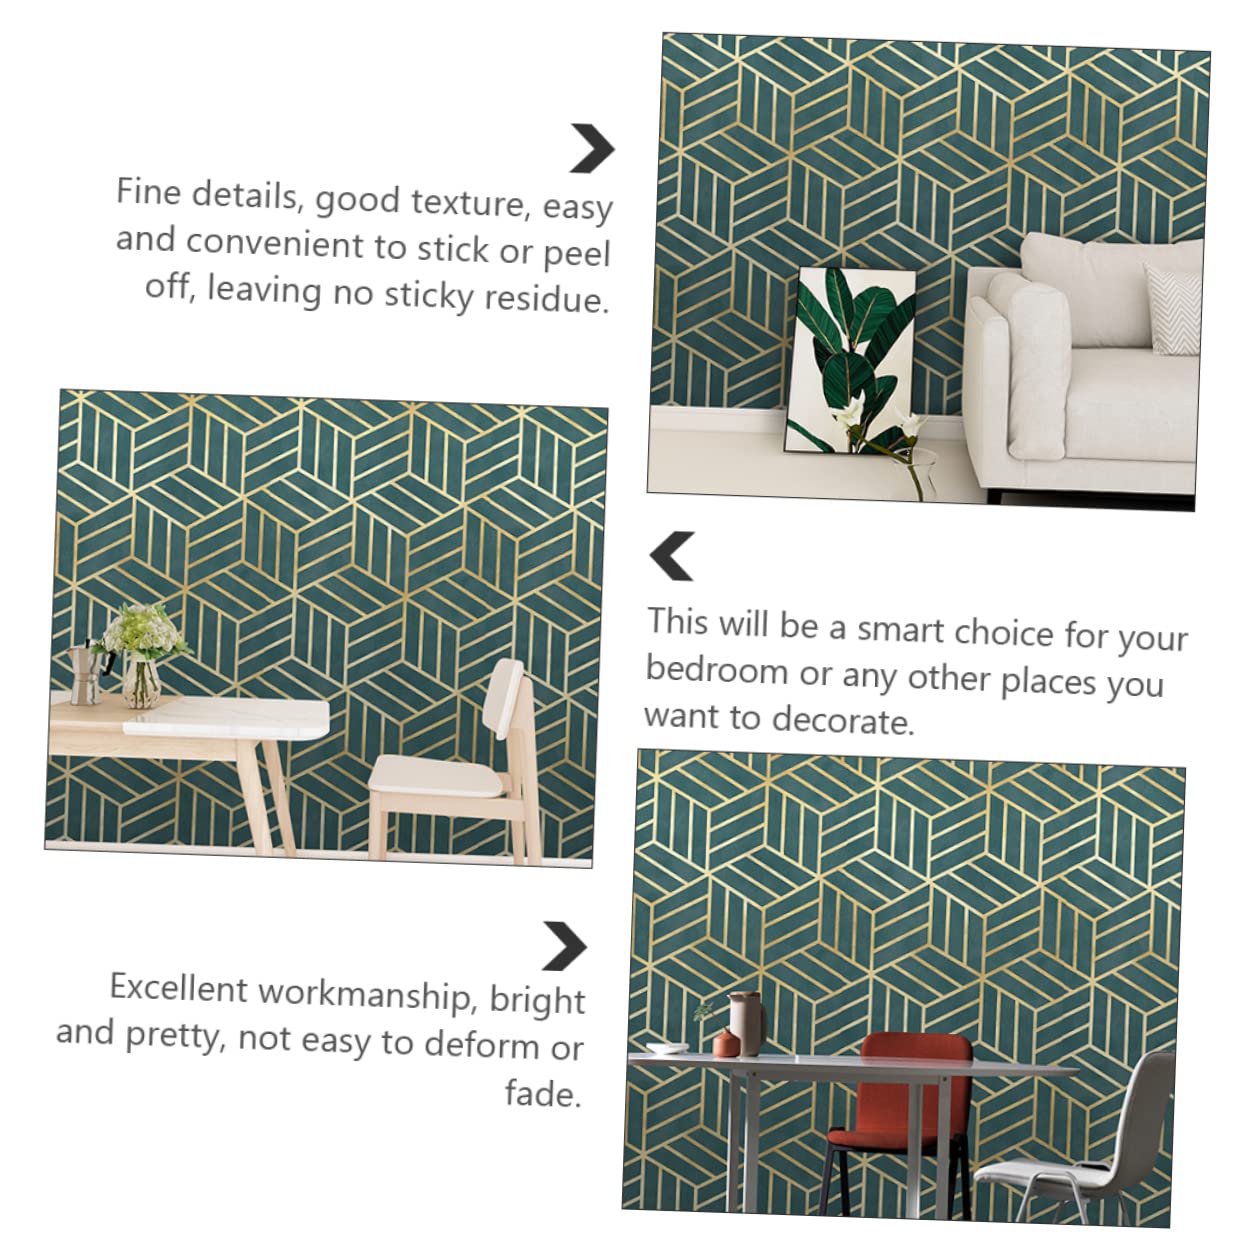 Fine details, good texture, easy
and convenient to stick or peel
off, leaving no sticky residue.
This will be a smart choice for your
bedroom or any other places you
want to decorate.
Excellent workmanship, bright
and pretty, not easy to deform or
fade.